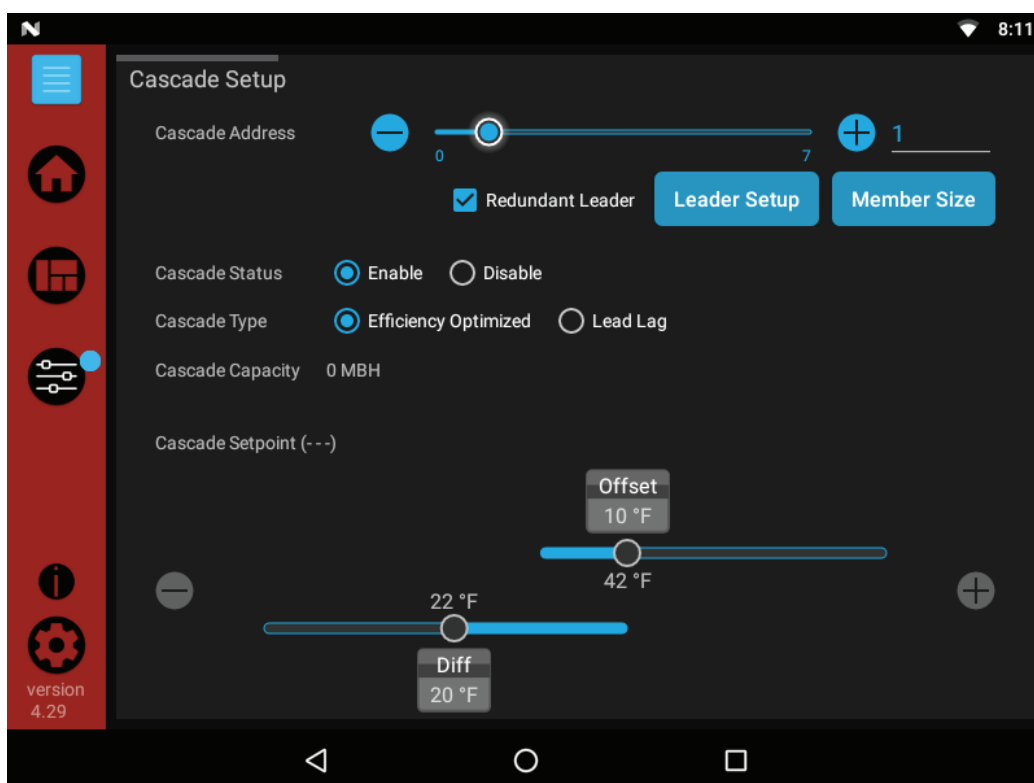 8:11
Cascade Setup
Cascade Address
0
7
1
Redundant Leader
Leader Setup
Member Size
Cascade Status
Enable
Disable
Cascade Type
Efficiency Optimized
Lead Lag
Cascade Capacity
0 MBH
Cascade Setpoint (---)
Offset
10 °F
42 °F
22 °F
Diff
20 °F
version
4.29